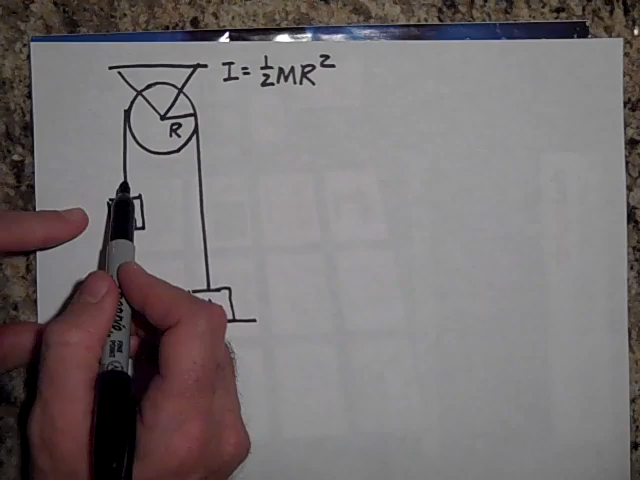 I = ½MR²
R